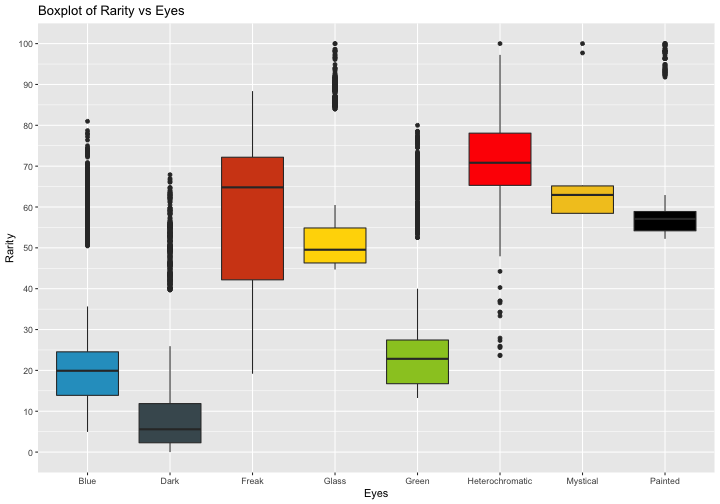 Boxplot of Rarity vs Eyes
100
90
80
70
60
50
40
30
20
10
0
Rarity
Blue Dark Freak Glass Green Heterochromatic Mystical Painted
Eyes